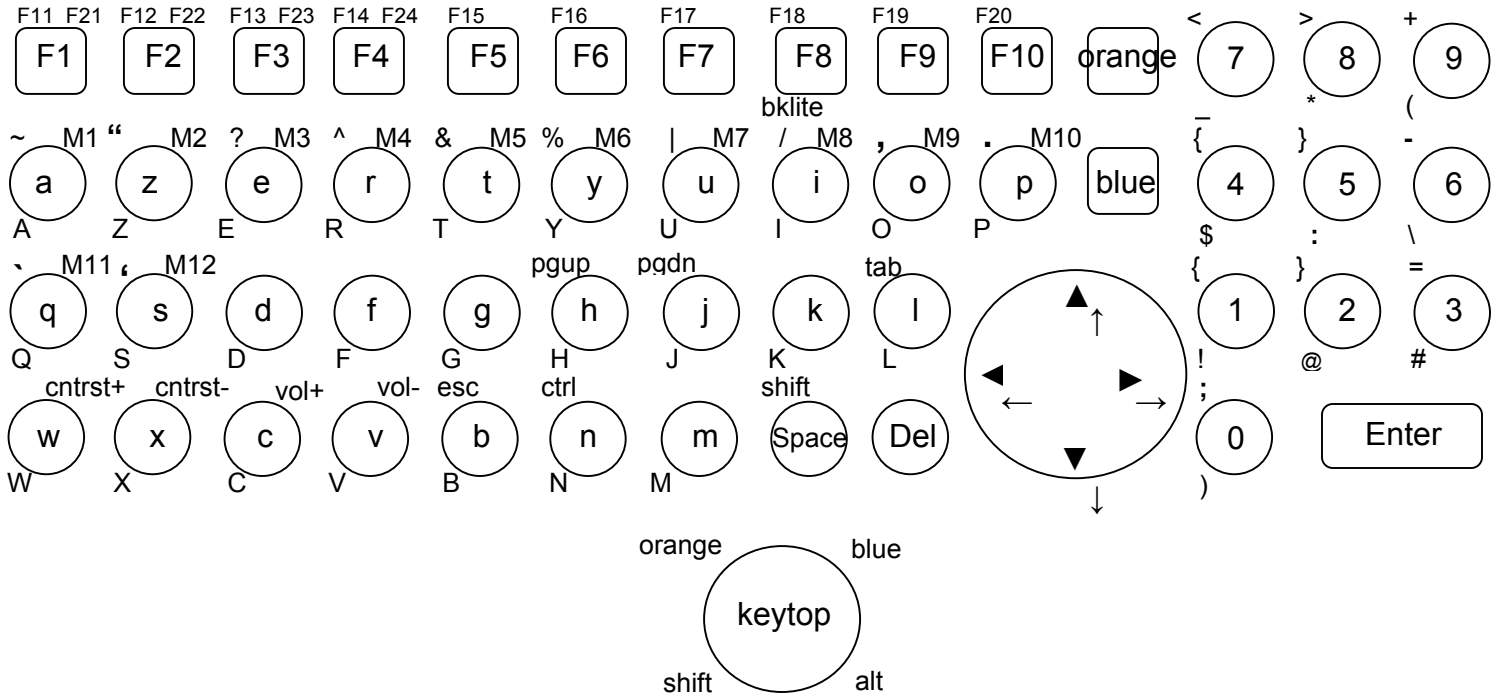 F11 F21 F12 F22 F13 F23 F14 F24 F15 F16 F17 F18 F19 F20 < > +
F1 F2 F3 F4 F5 F6 F7 F8 F9 F10 orange 7 8 9
bklite _ * (
~ M1 “ M2 ? M3 ^ M4 & M5 % M6 | M7 / M8 , M9 . M10 { } -
a z e r t y u i o p blue 4 5 6
A Z E R T Y U I O P $ : \
` M11 ‘ M12 pgup pgdn tab { } =
q s d f g h j k l ▲ ↑ 1 2 3
Q S D F G H J K L ! @ #
cntrst+ cntrst- vol+ vol- esc ctrl shift ◄ ← ► → ;
w x c v b n m Space Del ▼ 0 Enter
W X C V B N M ↓ )
orange blue
keytop
shift alt